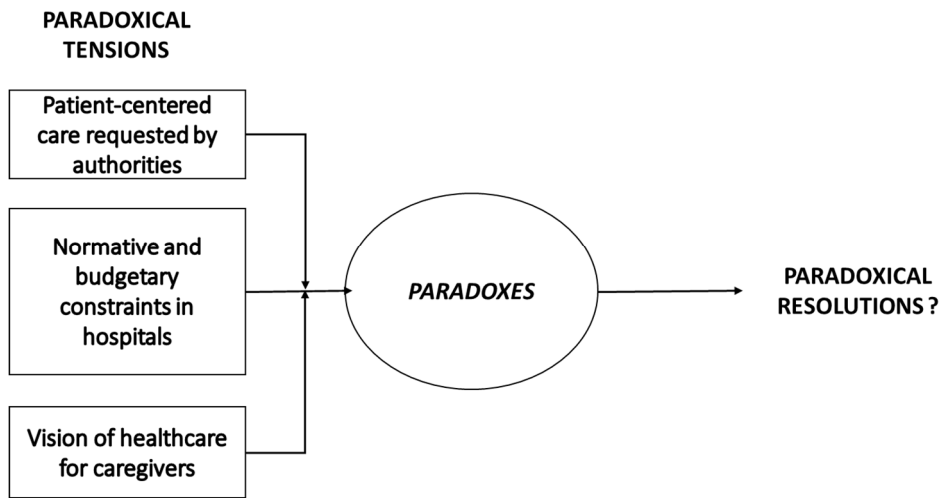 PARADOXICAL
TENSIONS
Patient-centered
care requested by
authorities
Normative and
budgetary
constraints in
hospitals
Vision of healthcare
for caregivers
PARADOXES
PARADOXICAL
RESOLUTIONS ?